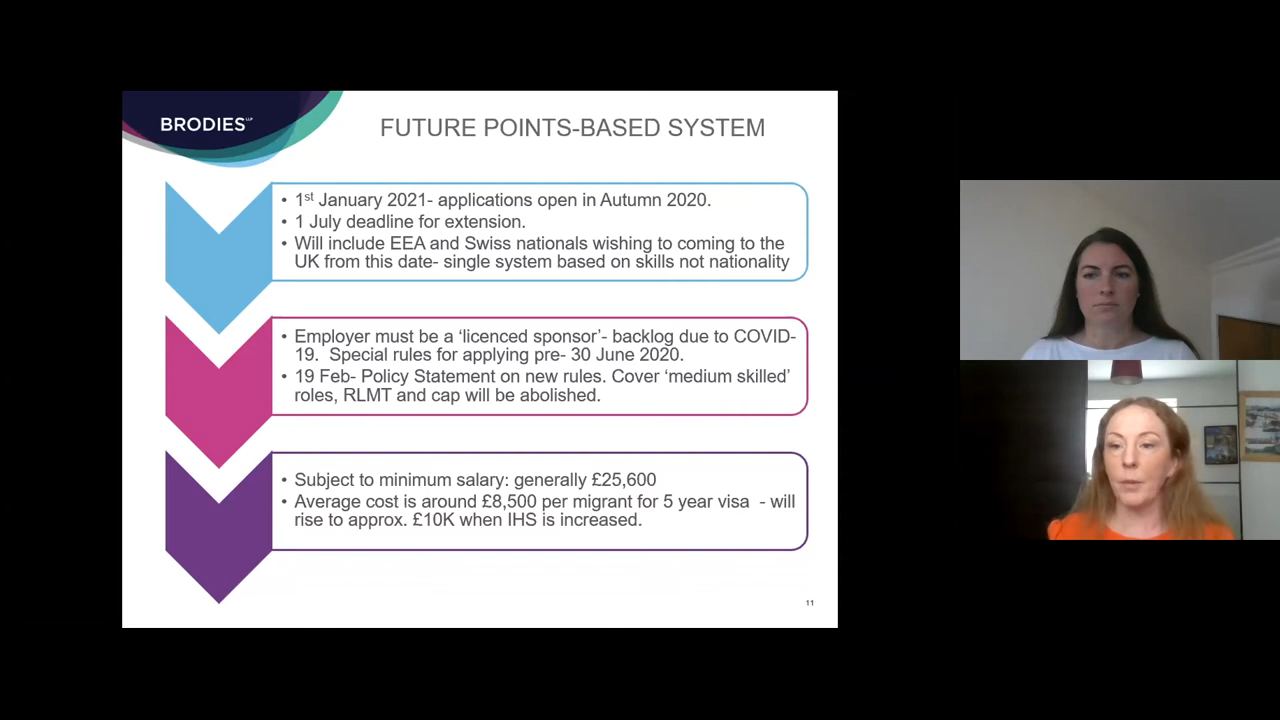 BRODIES LLP
FUTURE POINTS-BASED SYSTEM
• 1st January 2021- applications open in Autumn 2020.
• 1 July deadline for extension.
• Will include EEA and Swiss nationals wishing to coming to the
UK from this date- single system based on skills not nationality
• Employer must be a ‘licenced sponsor’- backlog due to COVID-
19. Special rules for applying pre- 30 June 2020.
• 19 Feb- Policy Statement on new rules. Cover ‘medium skilled’
roles, RLMT and cap will be abolished.
• Subject to minimum salary: generally £25,600
• Average cost is around £8,500 per migrant for 5 year visa - will
rise to approx. £10K when IHS is increased.
11